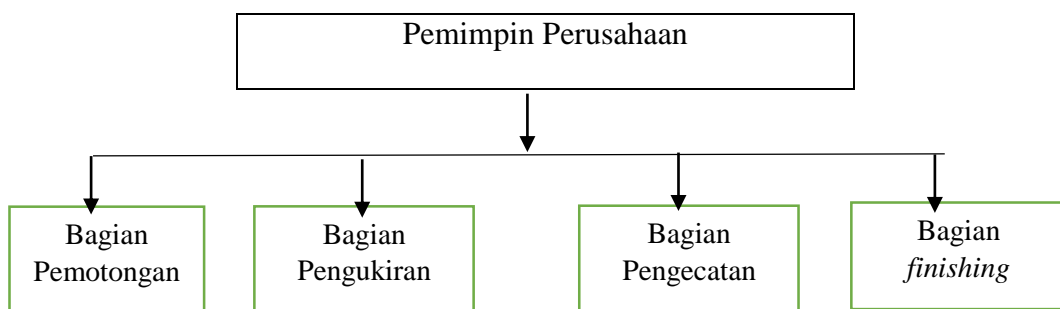 Pemimpin Perusahaan
Bagian
Pemotongan
Bagian
Pengukiran
Bagian
Pengecatan
Bagian
finishing